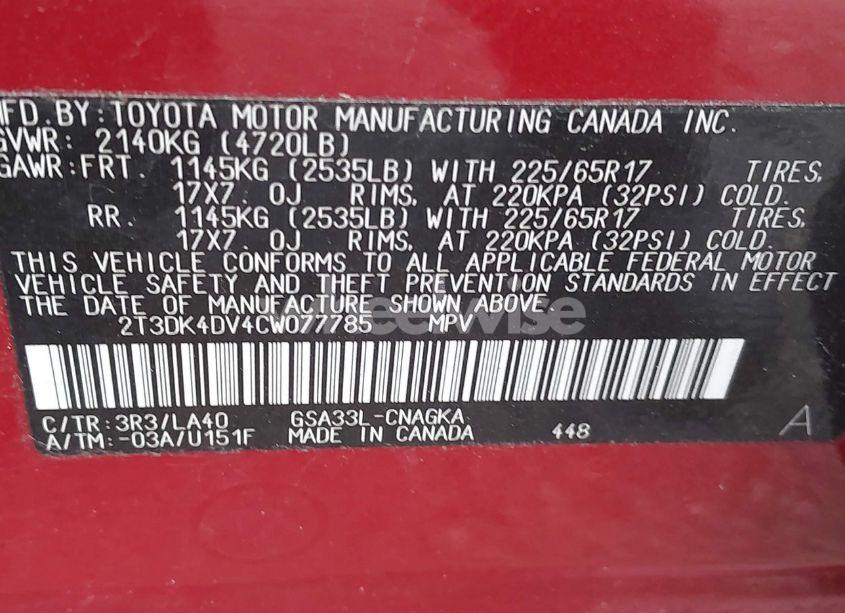 MFD. BY: TOYOTA MOTOR MANUFACTURING CANADA INC.
GVWR: 2140KG (4720LB)
GAWR: FRT. 1145KG (2535LB) WITH 225/65R17 TIRES,
17X7.0J RIMS, AT 220KPA (32PSI) COLD.
RR. 1145KG (2535LB) WITH 225/65R17 TIRES,
17X7.0J RIMS, AT 220KPA (32PSI) COLD.
THIS VEHICLE CONFORMS TO ALL APPLICABLE FEDERAL MOTOR
VEHICLE SAFETY AND THEFT PREVENTION STANDARDS IN EFFECT
THE DATE OF MANUFACTURE SHOWN ABOVE.
2T3DK4DV4CW077785 MPV
C/TR: 3R3/LA40 GSA33L-CNAGKA
A/TM: -03A/U151F MADE IN CANADA 448 A